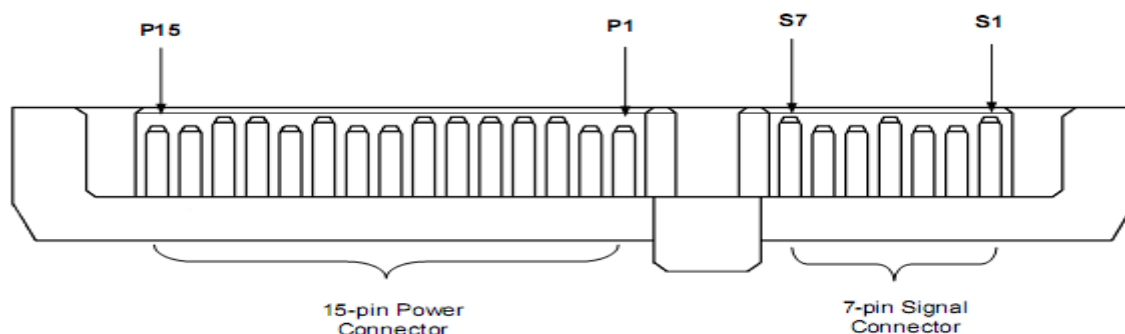 P15
P1
S7
S1
15-pin Power
Connector
7-pin Signal
Connector